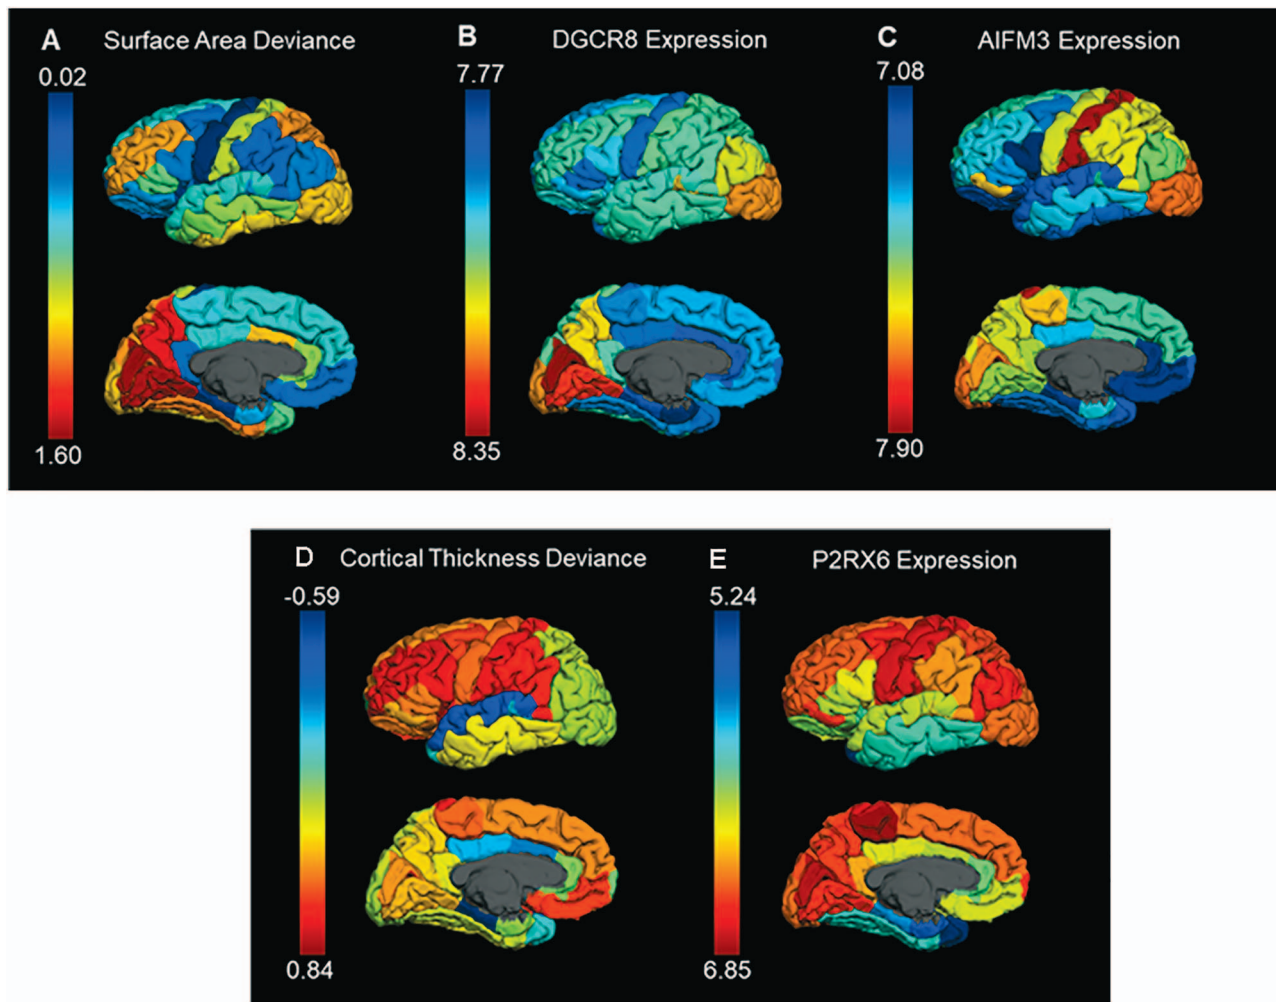 A Surface Area Deviance
0.02
1.60
B DGCR8 Expression
7.77
8.35
C AIFM3 Expression
7.08
7.90
D Cortical Thickness Deviance
-0.59
0.84
E P2RX6 Expression
5.24
6.85